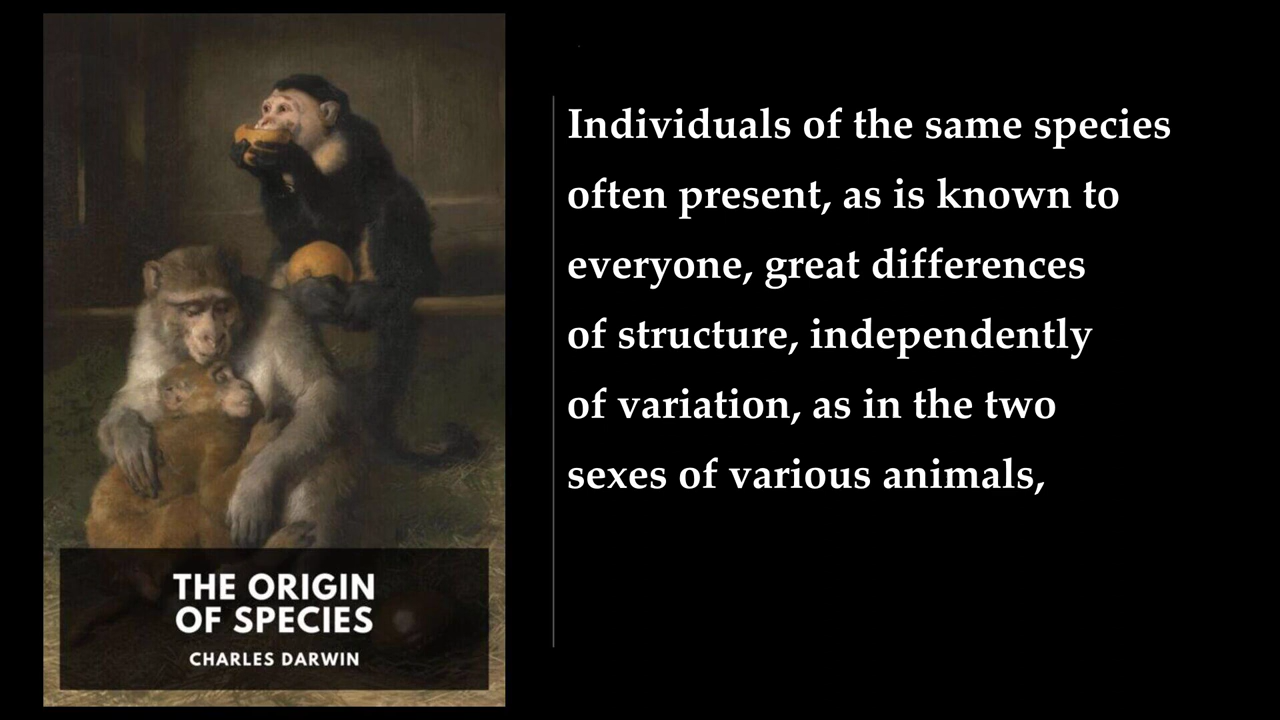 THE ORIGIN
OF SPECIES
CHARLES DARWIN
Individuals of the same species
often present, as is known to
everyone, great differences
of structure, independently
of variation, as in the two
sexes of various animals,